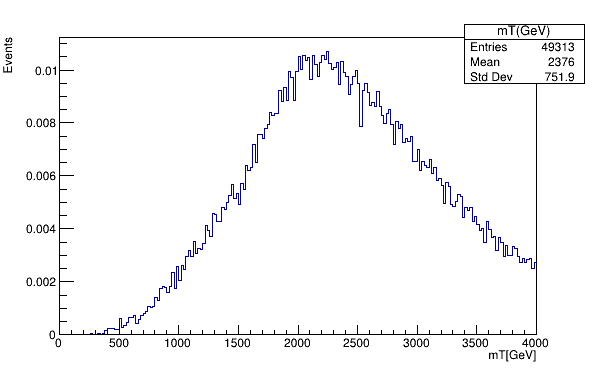 mT(GeV)
Entries 49313
Mean 2376
Std Dev 751.9
Events
0.01
0.008
0.006
0.004
0.002
0
0 500 1000 1500 2000 2500 3000 3500 4000
mT[GeV]